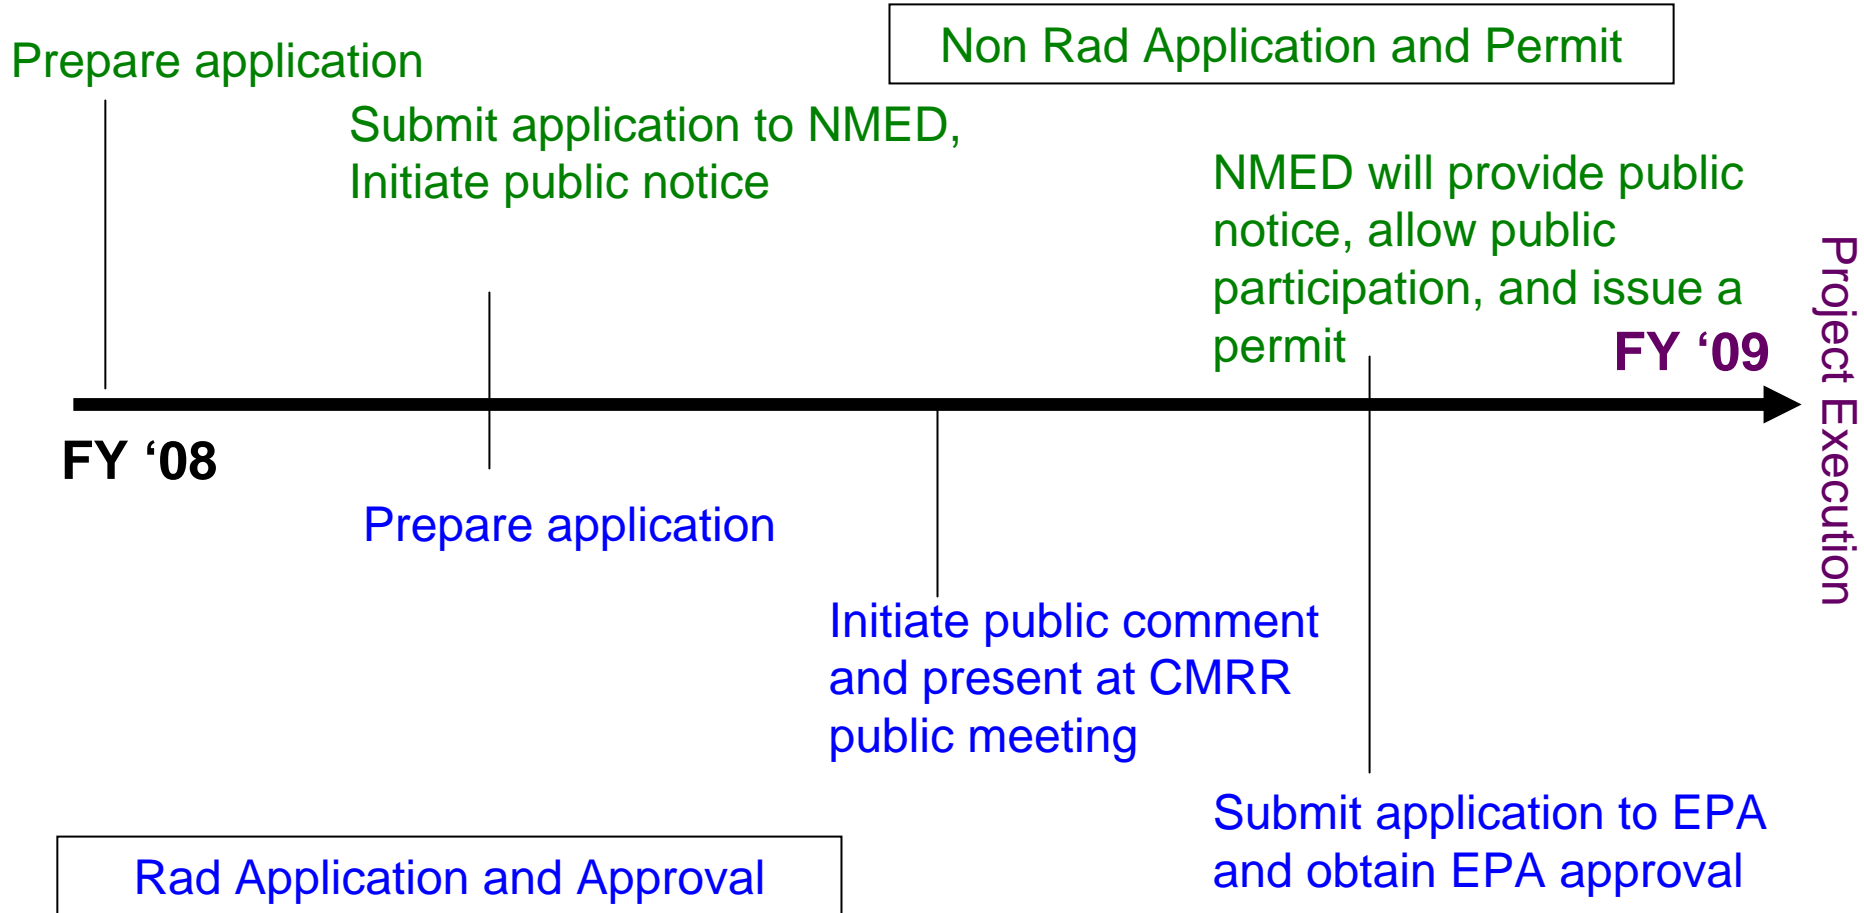 Non Rad Application and Permit
Prepare application
Submit application to NMED,
Initiate public notice
NMED will provide public
notice, allow public
participation, and issue a
permit
FY ‘09
Project Execution
FY ‘08
Prepare application
Initiate public comment
and present at CMRR
public meeting
Submit application to EPA
and obtain EPA approval
Rad Application and Approval